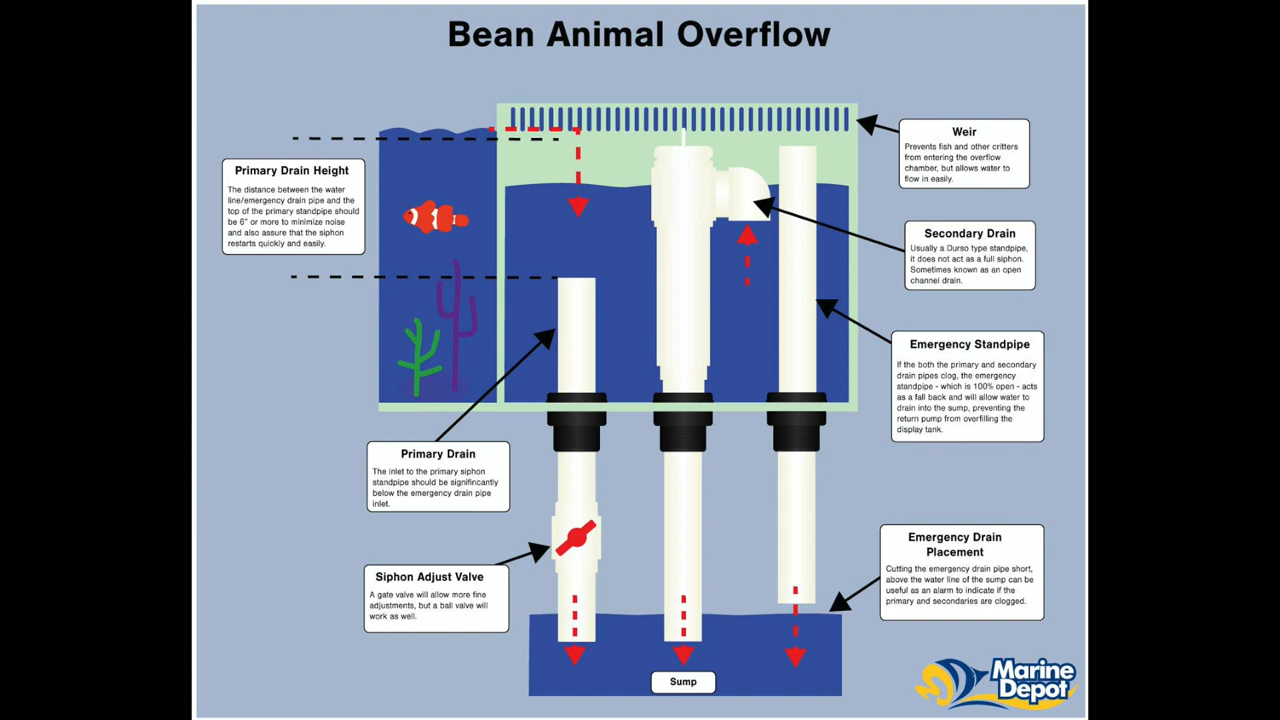 Bean Animal Overflow
Weir
Prevents fish and other critters
from entering the overflow
chamber, but allows water to
flow in easily.
Primary Drain Height
The distance between the water
line/emergency drain pipe and the
top of the primary standpipe should
be 6" or more to minimize noise
and also assure that the siphon
restarts quickly and easily.
Secondary Drain
Usually a Durso type standpipe,
it does not act as a full siphon.
Sometimes known as an open
channel drain.
Emergency Standpipe
If the both the primary and secondary
drain pipes clog, the emergency
standpipe - which is 100% open - acts
as a fall back and will allow water to
drain into the sump, preventing the
return pump from overfilling the
display tank.
Primary Drain
The inlet to the primary siphon
standpipe should be signifincantly
below the emergency drain pipe
inlet.
Emergency Drain
Placement
Cutting the emergency drain pipe short,
above the water line of the sump can be
useful as an alarm to indicate if the
primary and secondaries are clogged.
Siphon Adjust Valve
A gate valve will allow more fine
adjustments, but a ball valve will
work as well.
Sump
Marine
Depot